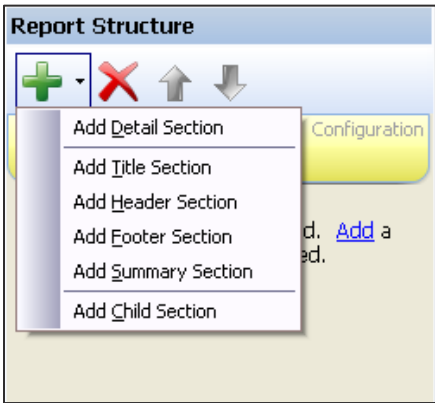 Report Structure
Add Detail Section
Configuration
Add Title Section
Add Header Section
d. Add a
Add Footer Section
ed.
Add Summary Section
Add Child Section